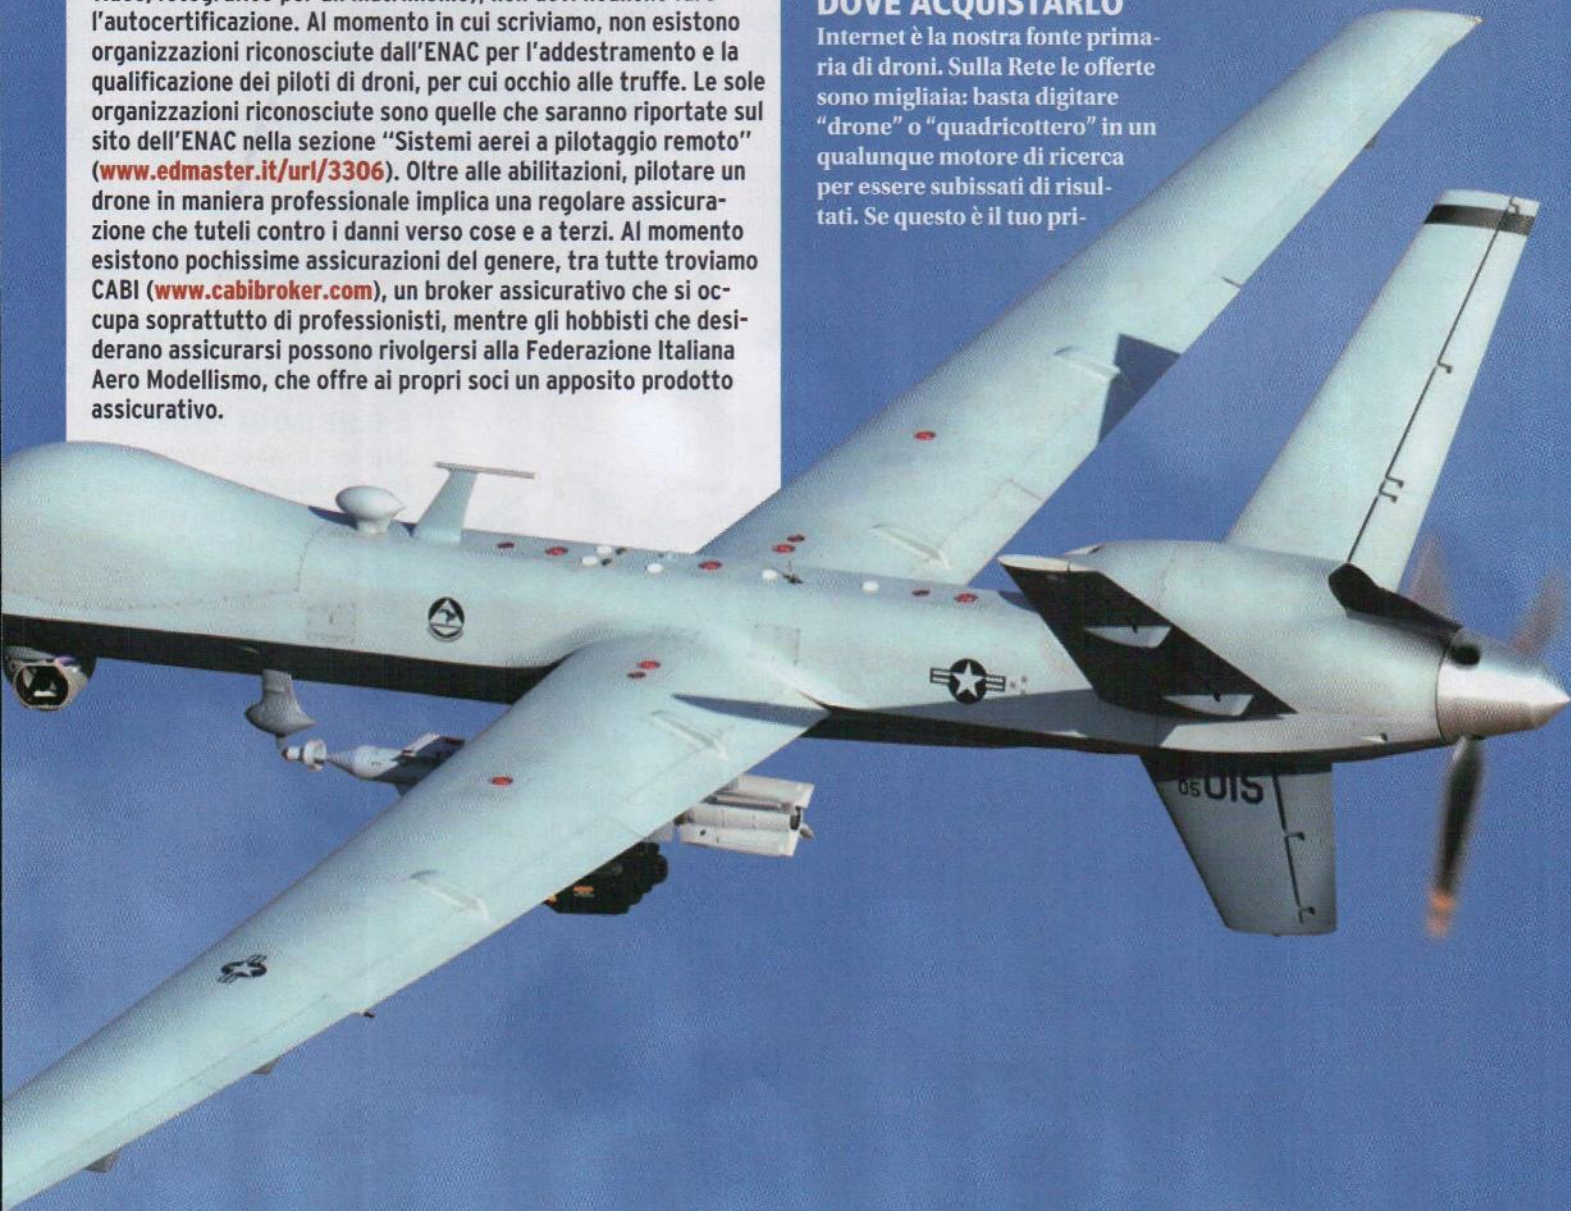 l'autocertificazione. Al momento in cui scriviamo, non esistono
organizzazioni riconosciute dall'ENAC per l'addestramento e la
qualificazione dei piloti di droni, per cui occhio alle truffe. Le sole
organizzazioni riconosciute sono quelle che saranno riportate sul
sito dell'ENAC nella sezione "Sistemi aerei a pilotaggio remoto"
(www.edmaster.it/url/3306). Oltre alle abilitazioni, pilotare un
drone in maniera professionale implica una regolare assicura-
zione che tuteli contro i danni verso cose e a terzi. Al momento
esistono pochissime assicurazioni del genere, tra tutte troviamo
CABI (www.cabibroker.com), un broker assicurativo che si oc-
cupa soprattutto di professionisti, mentre gli hobbisti che desi-
derano assicurarsi possono rivolgersi alla Federazione Italiana
Aero Modellismo, che offre ai propri soci un apposito prodotto
assicurativo.
DOVE ACQUISTARLO
Internet è la nostra fonte prima-
ria di droni. Sulla Rete le offerte
sono migliaia: basta digitare
“drone” o “quadricottero” in un
qualunque motore di ricerca
per essere subissati di risul-
tati. Se questo è il tuo pri-
05 015